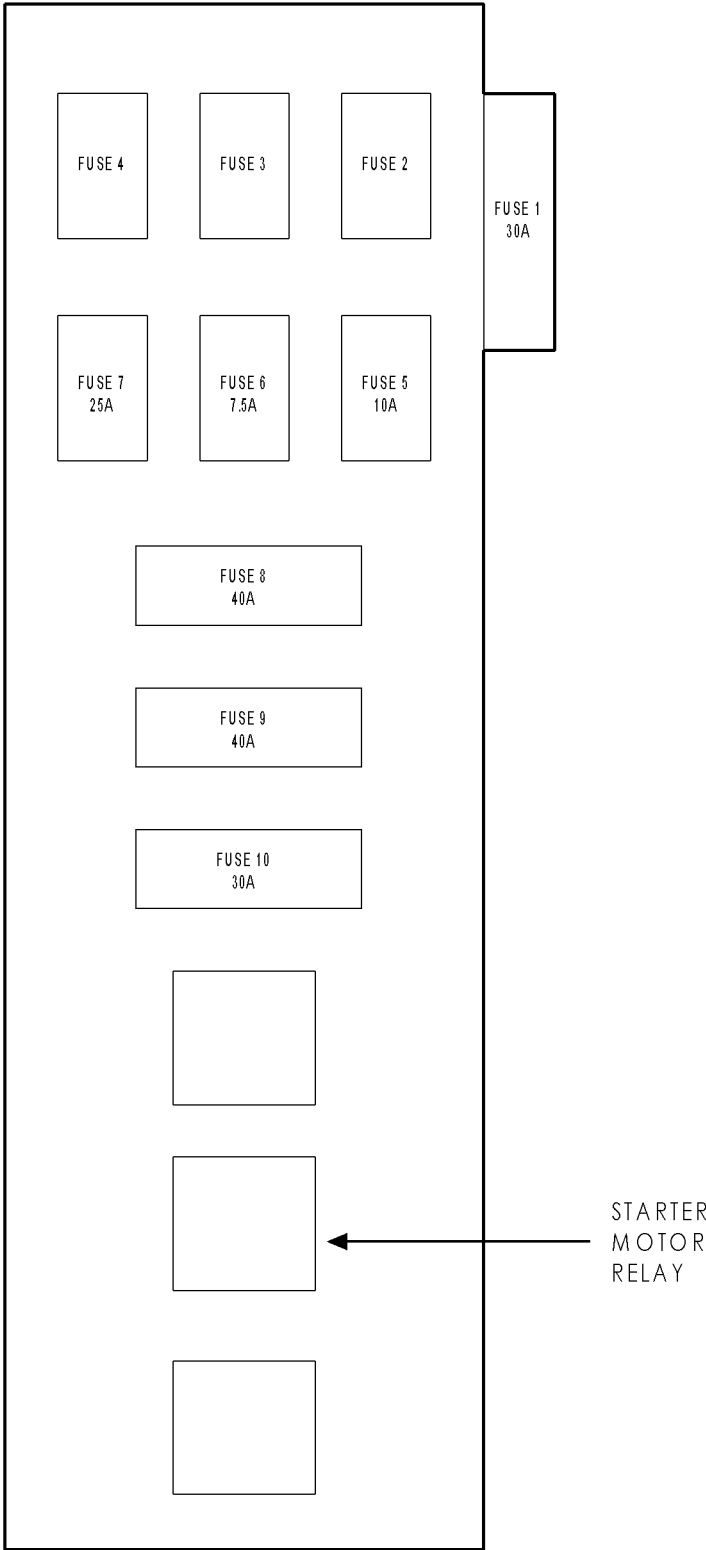 FUSE 4
FUSE 3
FUSE 2
FUSE 1
30A
FUSE 7
25A
FUSE 6
7.5A
FUSE 5
10A
FUSE 8
40A
FUSE 9
40A
FUSE 10
30A
STARTER
MOTOR
RELAY